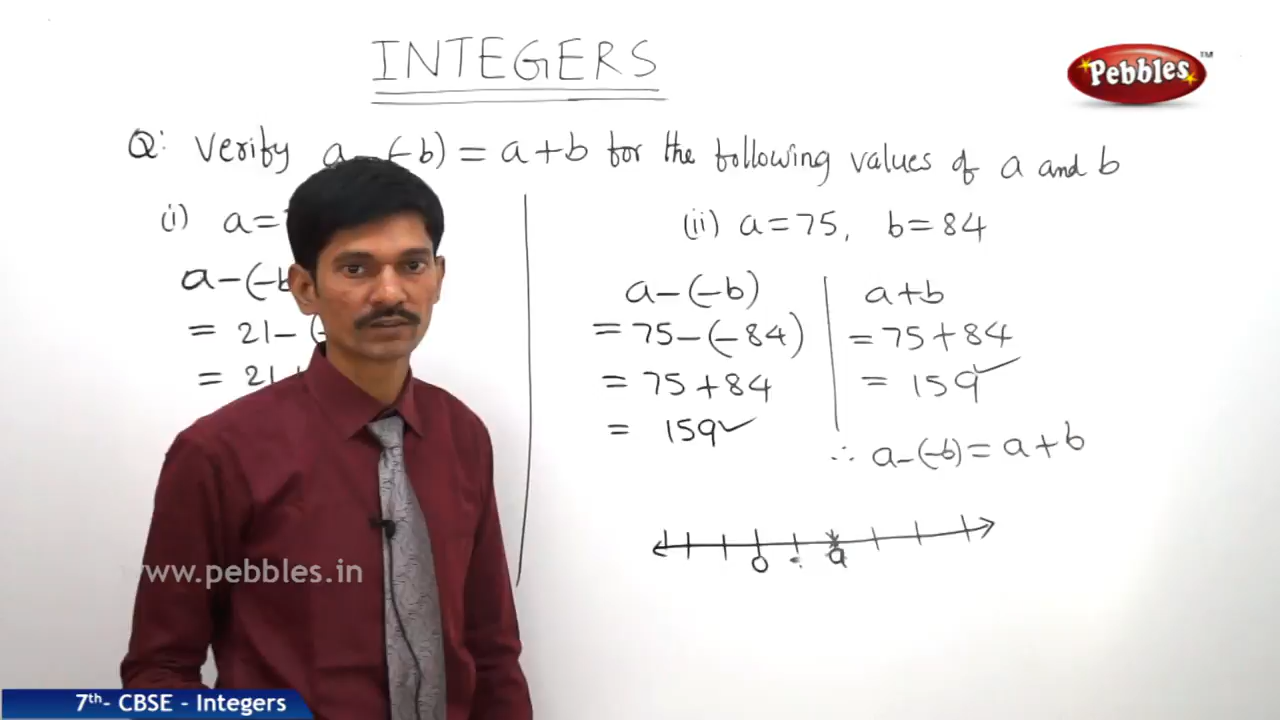 INTEGERS
Pebbles™
Q: Verify a - (-b) = a + b for the following values of a and b
(i) a =
a - (-b
= 21 - (-
= 21
(ii) a = 75, b = 84
a - (-b)
= 75 - (-84)
= 75 + 84
= 159 ✓
a + b
= 75 + 84
= 159 ✓
∴ a - (-b) = a + b
0 a
www.pebbles.in
7th- CBSE - Integers